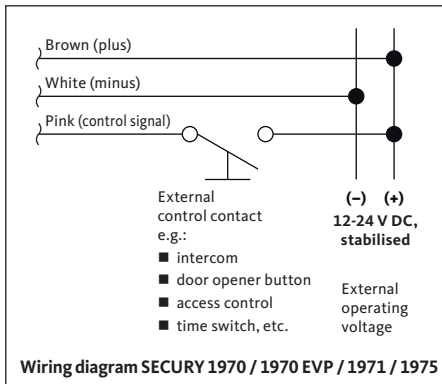 Brown (plus)
White (minus)
Pink (control signal)
External
control contact
e.g.:
■ intercom
■ door opener button
■ access control
■ time switch, etc.
(–) (+)
12-24 V DC,
stabilised
External
operating
voltage
Wiring diagram SECURY 1970 / 1970 EVP / 1971 / 1975